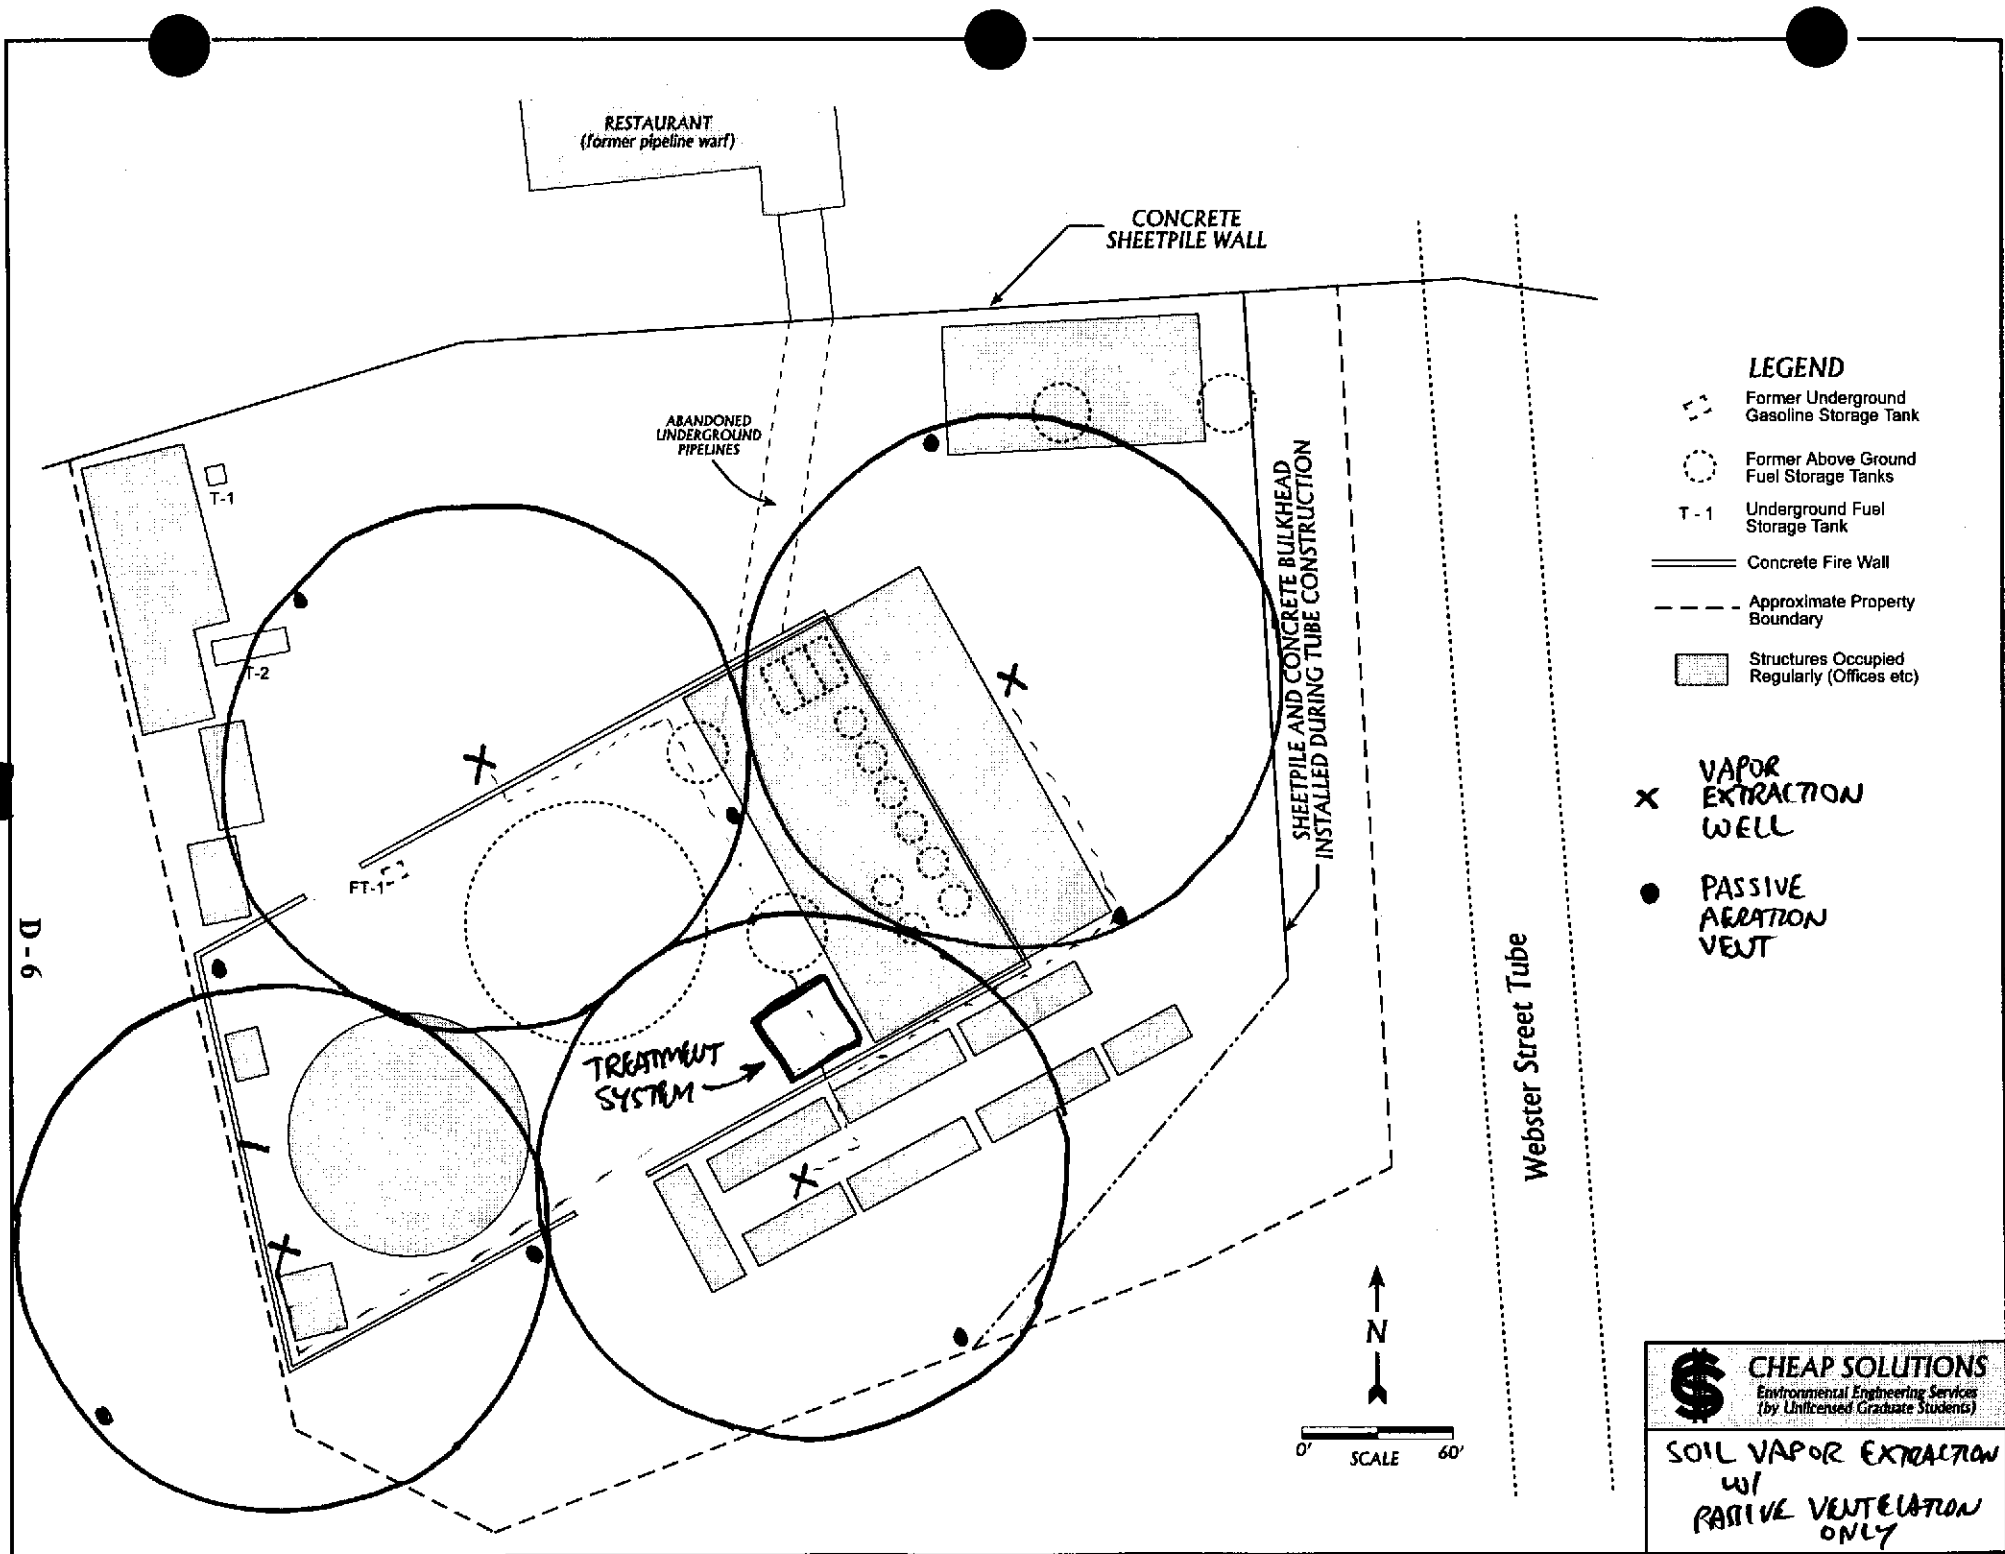 RESTAURANT
(former pipeline warf)
CONCRETE
SHEETPILE WALL
ABANDONED
UNDERGROUND
PIPELINES
T-1
T-2
FT-1
SHEETPILE AND CONCRETE BULKHEAD
INSTALLED DURING TUBE CONSTRUCTION
Webster Street Tube
TREATMENT
SYSTEM
LEGEND
Former Underground
Gasoline Storage Tank
Former Above Ground
Fuel Storage Tanks
T - 1
Underground Fuel
Storage Tank
Concrete Fire Wall
Approximate Property
Boundary
Structures Occupied
Regularly (Offices etc)
X
VAPOR
EXTRACTION
WELL
PASSIVE
AERATION
VENT
D-6
N
0'
SCALE
60'
$
CHEAP SOLUTIONS
Environmental Engineering Services
(by Unlicensed Graduate Students)
SOIL VAPOR EXTRACTION
W/
PASSIVE VENTELATION
ONLY